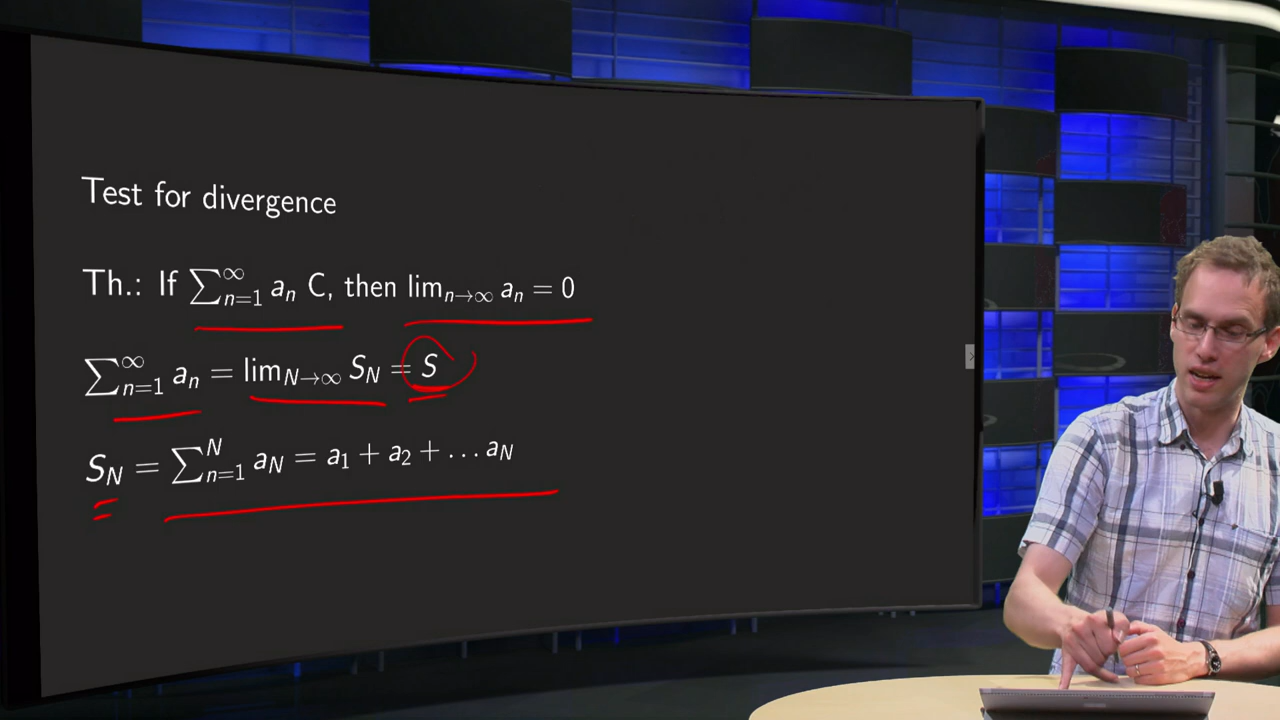 Test for divergence
Th.: If ∑_{n=1}^{∞} a_n C, then lim_{n→∞} a_n = 0
∑_{n=1}^{∞} a_n = lim_{N→∞} S_N = S
S_N = ∑_{n=1}^{N} a_N = a_1 + a_2 + … a_N